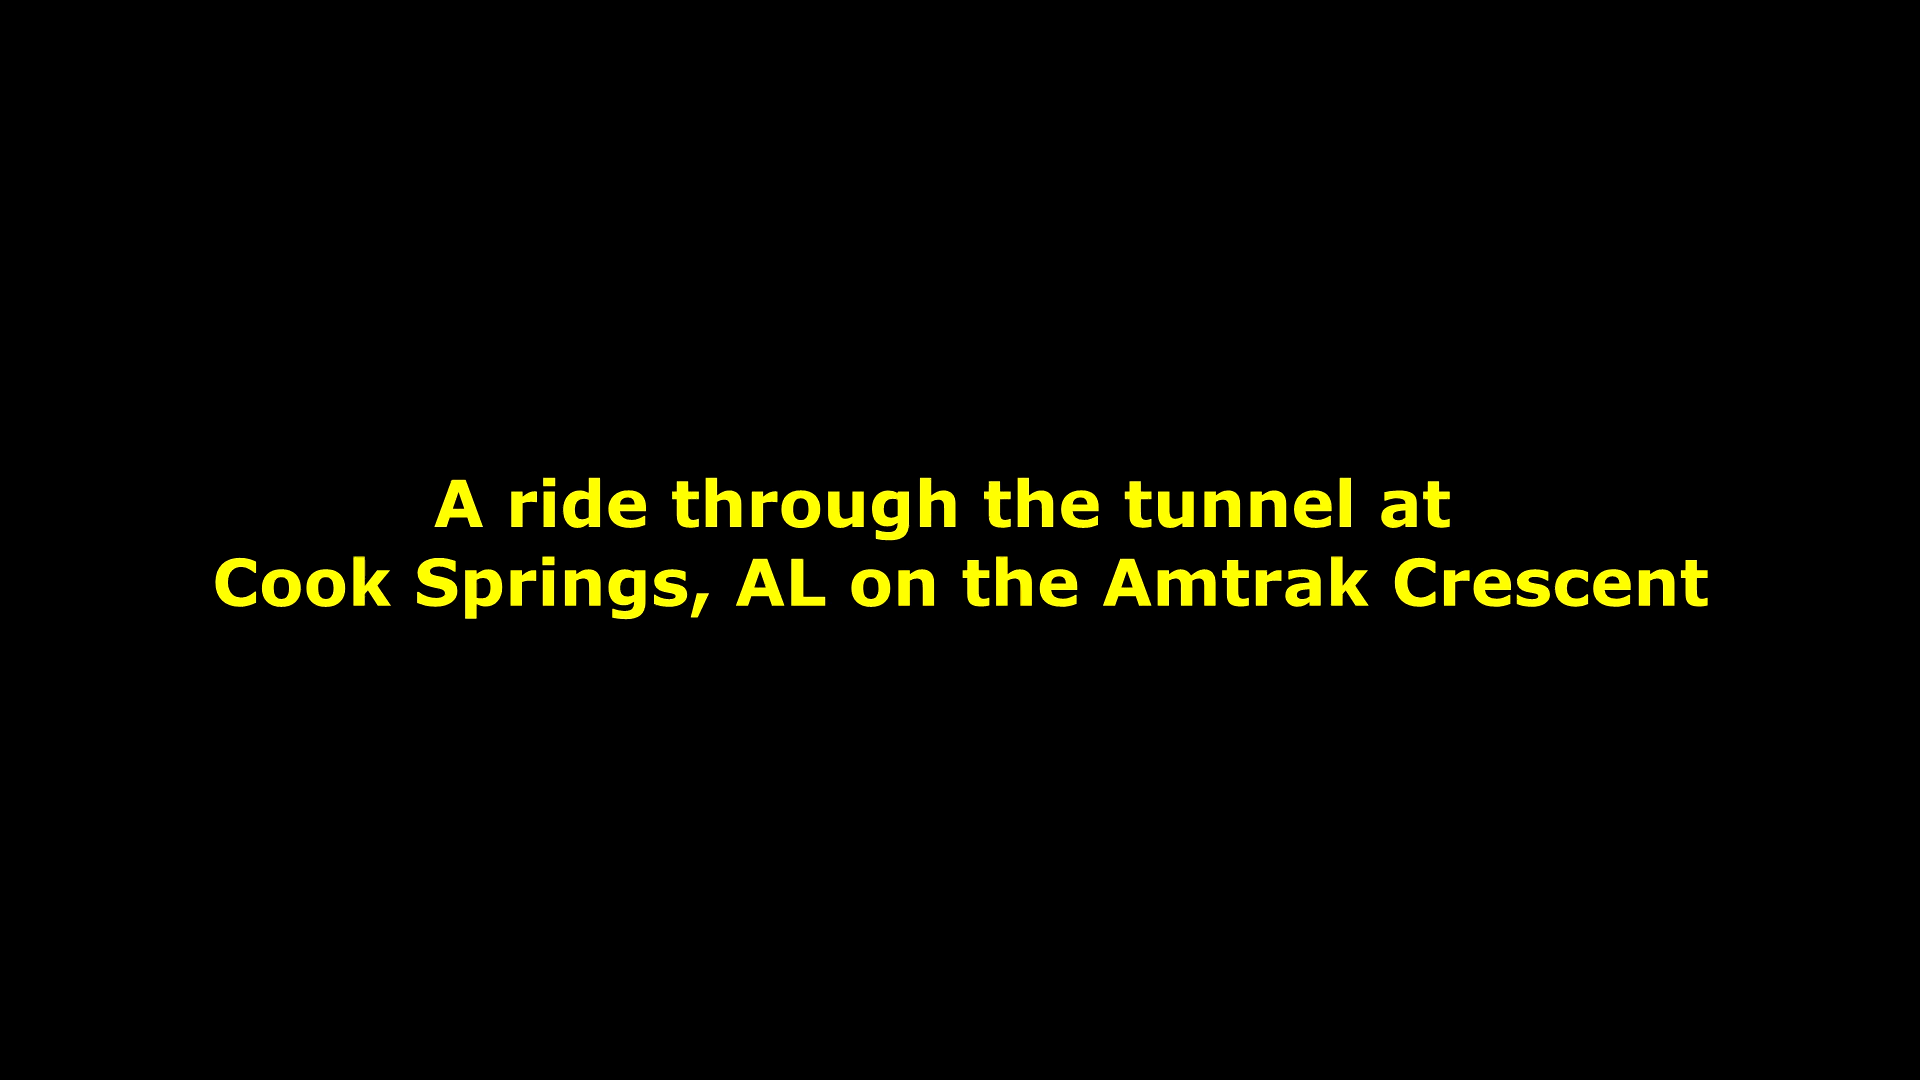 A ride through the tunnel at
Cook Springs, AL on the Amtrak Crescent